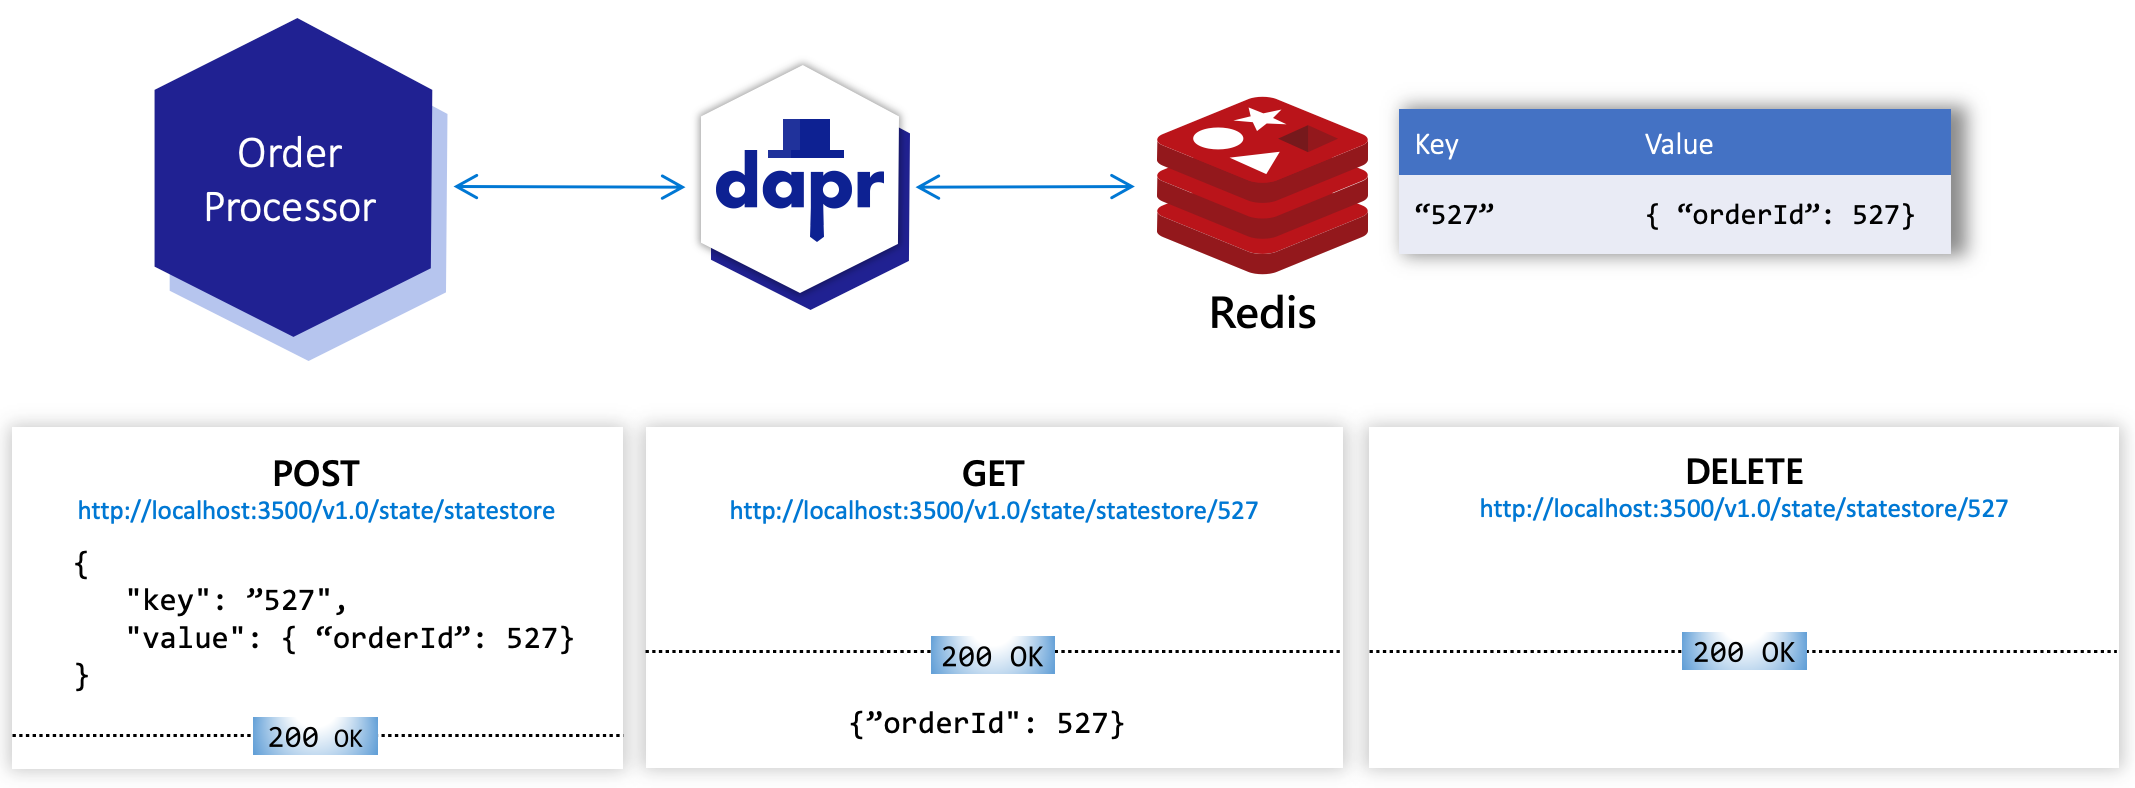 Order
Processor
dapr
Redis
Key Value
“527” { “orderId”: 527}
POST
http://localhost:3500/v1.0/state/statestore
{
"key": ”527",
"value": { “orderId”: 527}
}
200 OK
GET
http://localhost:3500/v1.0/state/statestore/527
200 OK
{”orderId": 527}
DELETE
http://localhost:3500/v1.0/state/statestore/527
200 OK